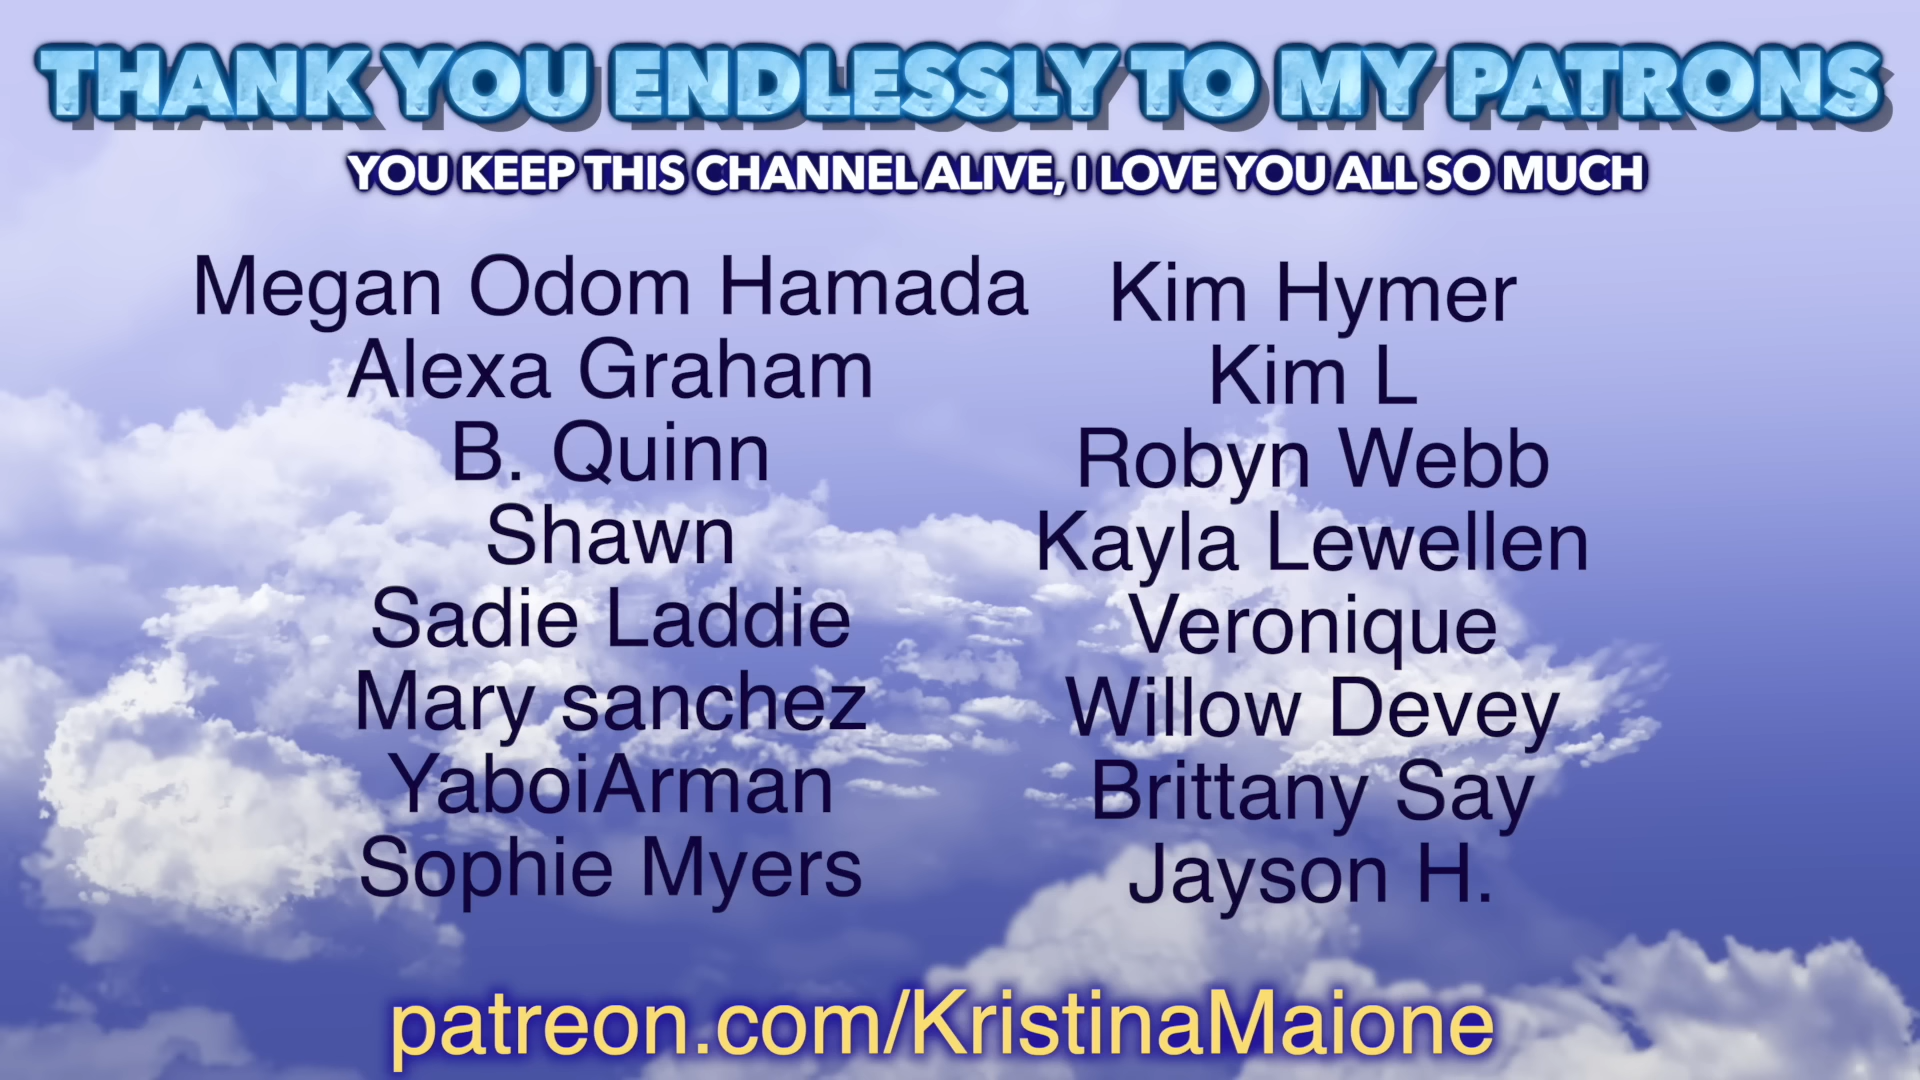 THANK YOU ENDLESSLY TO MY PATRONS
YOU KEEP THIS CHANNEL ALIVE, I LOVE YOU ALL SO MUCH
Megan Odom Hamada
Alexa Graham
B. Quinn
Shawn
Sadie Laddie
Mary sanchez
YaboiArman
Sophie Myers
Kim Hymer
Kim L
Robyn Webb
Kayla Lewellen
Veronique
Willow Devey
Brittany Say
Jayson H.
patreon.com/KristinaMaione